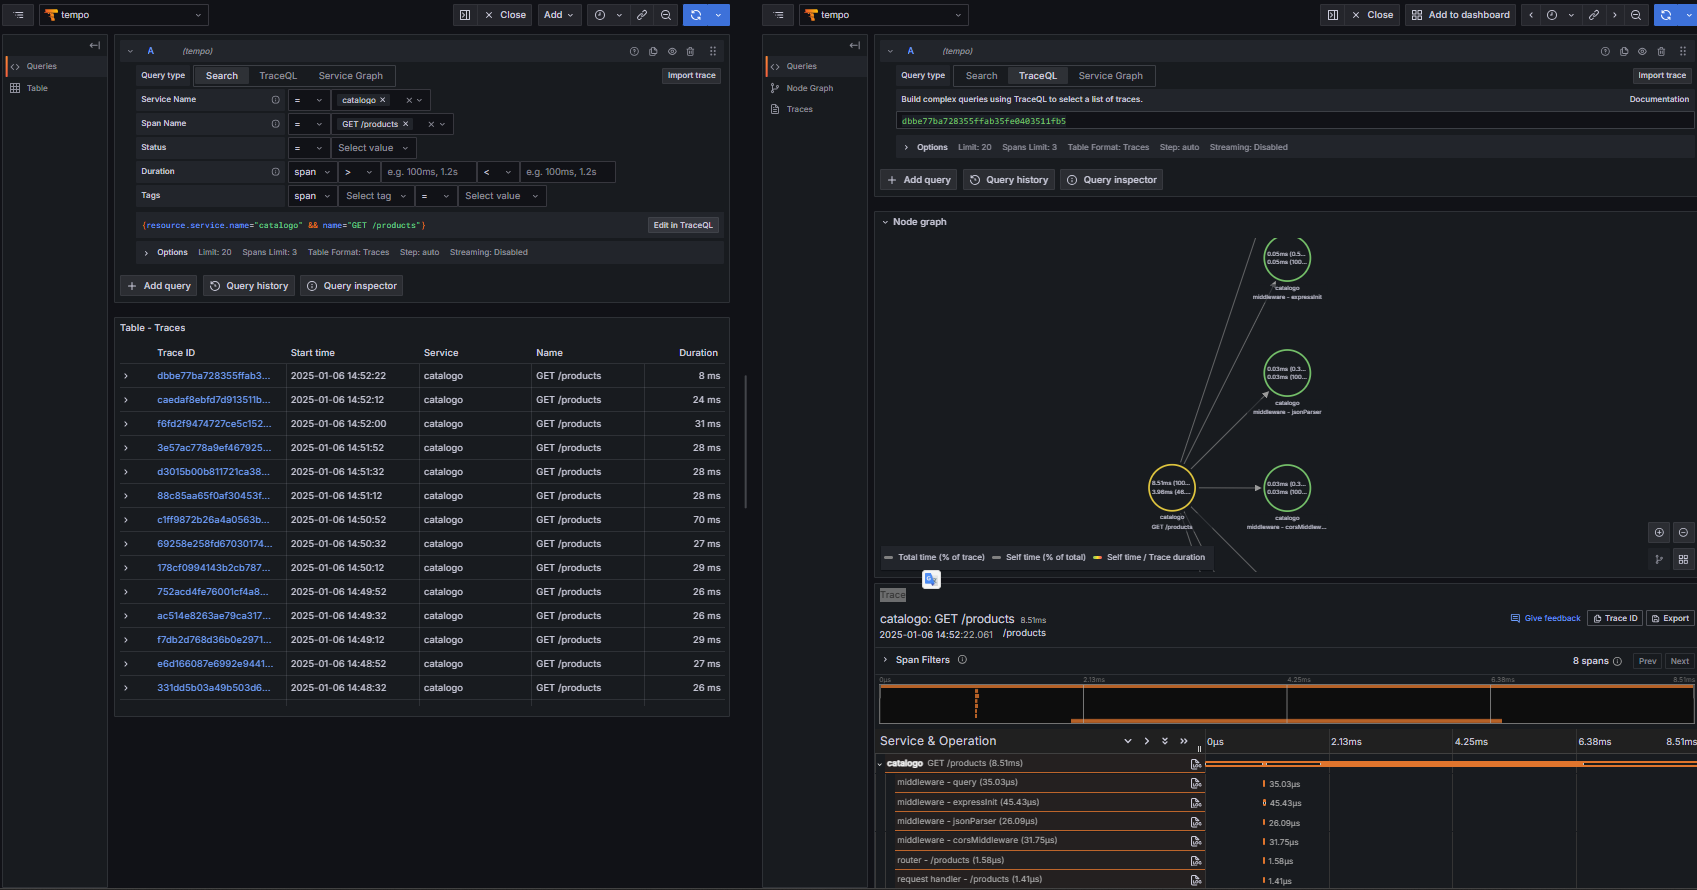 tempo
Close
Add
Queries
Table
A (tempo)
Query type Search TraceQL Service Graph Import trace
Service Name = catalogo
Span Name = GET /products
Status = Select value
Duration span > e.g. 100ms, 1.2s < e.g. 100ms, 1.2s
Tags span Select tag = Select value
{resource.service.name="catalogo" && name="GET /products"} Edit in TraceQL
Options Limit: 20 Spans Limit: 3 Table Format: Traces Step: auto Streaming: Disabled
Add query Query history Query inspector
Table - Traces
Trace ID Start time Service Name Duration
dbbe77ba728355ffab3... 2025-01-06 14:52:22 catalogo GET /products 8 ms
caedaf8ebfd7d913511b... 2025-01-06 14:52:12 catalogo GET /products 24 ms
f6fd2f9474727ce5c152... 2025-01-06 14:52:00 catalogo GET /products 31 ms
3e57ac778a9ef467925... 2025-01-06 14:51:52 catalogo GET /products 28 ms
d3015b00b811721ca38... 2025-01-06 14:51:32 catalogo GET /products 28 ms
88c85aa65f0af30453f... 2025-01-06 14:51:12 catalogo GET /products 28 ms
c1ff9872b26a4a0563b... 2025-01-06 14:50:52 catalogo GET /products 70 ms
69258e258fd67030174... 2025-01-06 14:50:32 catalogo GET /products 27 ms
178cf0994143b2cb787... 2025-01-06 14:50:12 catalogo GET /products 29 ms
752acd4fe76001cf4a8... 2025-01-06 14:49:52 catalogo GET /products 26 ms
ac514e8263ae79ca317... 2025-01-06 14:49:32 catalogo GET /products 26 ms
f7db2d768d36b0e2971... 2025-01-06 14:49:12 catalogo GET /products 29 ms
e6d166087e6992e9441... 2025-01-06 14:48:52 catalogo GET /products 27 ms
331dd5b03a49b503d6... 2025-01-06 14:48:32 catalogo GET /products 26 ms
tempo
Close
Add to dashboard
Queries
Node Graph
Traces
A (tempo)
Query type Search TraceQL Service Graph Import trace
Build complex queries using TraceQL to select a list of traces. Documentation
dbbe77ba728355ffab35fe0403511fb5
Options Limit: 20 Spans Limit: 3 Table Format: Traces Step: auto Streaming: Disabled
Add query Query history Query inspector
Node graph
0.05ms (0.5...
0.05ms (100...
catalogo
middleware - expressInit
0.03ms (0.3...
0.03ms (100...
catalogo
middleware - jsonParser
8.51ms (100...
3.96ms (46...
catalogo
GET /products
0.03ms (0.3...
0.03ms (100...
catalogo
middleware - corsMiddlew...
Total time (% of trace) Self time (% of total) Self time / Trace duration
Trace
catalogo: GET /products 8.51ms
Give feedback Trace ID Export
2025-01-06 14:52:22.061 /products
Span Filters 8 spans Prev Next
0μs 2.13ms 4.25ms 6.38ms 8.51ms
Service & Operation 0μs 2.13ms 4.25ms 6.38ms 8.51ms
catalogo GET /products (8.51ms)
middleware - query (35.03μs) 35.03μs
middleware - expressInit (45.43μs) 45.43μs
middleware - jsonParser (26.09μs) 26.09μs
middleware - corsMiddleware (31.75μs) 31.75μs
router - /products (1.58μs) 1.58μs
request handler - /products (1.41μs) 1.41μs